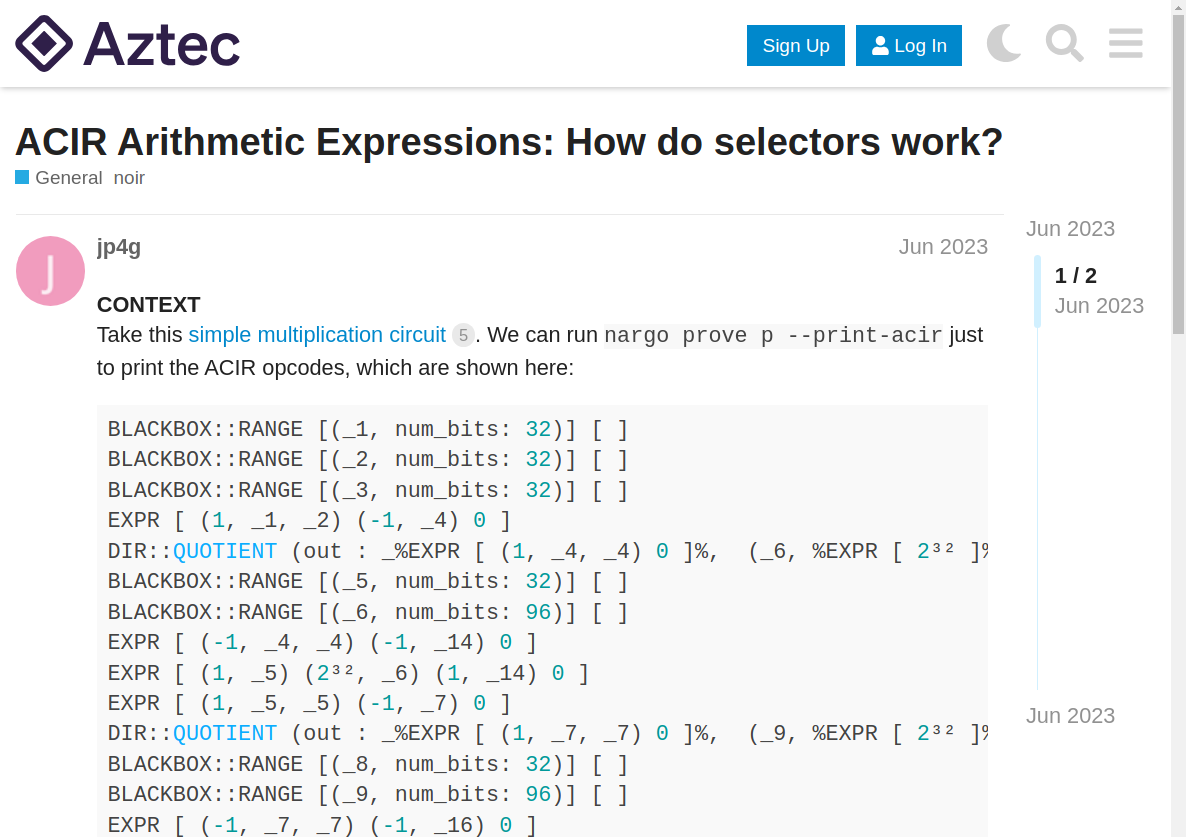 Aztec
Sign Up
Log In
ACIR Arithmetic Expressions: How do selectors work?
General noir
Jun 2023
J
jp4g
Jun 2023
1 / 2
Jun 2023
CONTEXT
Take this simple multiplication circuit 5. We can run nargo prove p --print-acir just
to print the ACIR opcodes, which are shown here:
BLACKBOX::RANGE [(_1, num_bits: 32)] [ ]
BLACKBOX::RANGE [(_2, num_bits: 32)] [ ]
BLACKBOX::RANGE [(_3, num_bits: 32)] [ ]
EXPR [ (1, _1, _2) (-1, _4) 0 ]
DIR::QUOTIENT (out : _%EXPR [ (1, _4, _4) 0 ]%,  (_6, %EXPR [ 2³² ]%
BLACKBOX::RANGE [(_5, num_bits: 32)] [ ]
BLACKBOX::RANGE [(_6, num_bits: 96)] [ ]
EXPR [ (-1, _4, _4) (-1, _14) 0 ]
EXPR [ (1, _5) (2³², _6) (1, _14) 0 ]
EXPR [ (1, _5, _5) (-1, _7) 0 ]
DIR::QUOTIENT (out : _%EXPR [ (1, _7, _7) 0 ]%,  (_9, %EXPR [ 2³² ]%
BLACKBOX::RANGE [(_8, num_bits: 32)] [ ]
BLACKBOX::RANGE [(_9, num_bits: 96)] [ ]
EXPR [ (-1, _7, _7) (-1, _16) 0 ]
Jun 2023